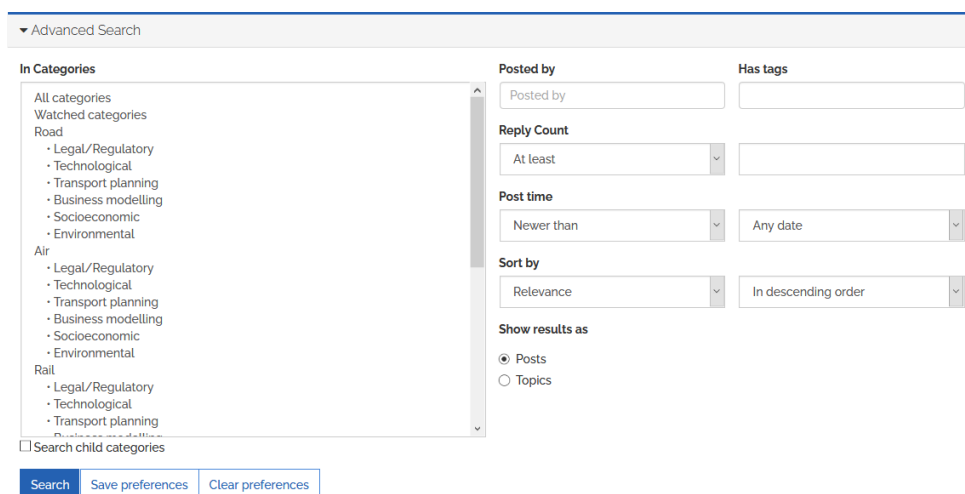 Advanced Search
In Categories
All categories
Watched categories
Road
• Legal/Regulatory
• Technological
• Transport planning
• Business modelling
• Socioeconomic
• Environmental
Air
• Legal/Regulatory
• Technological
• Transport planning
• Business modelling
• Socioeconomic
• Environmental
Rail
• Legal/Regulatory
• Technological
• Transport planning
• Business modelling
Search child categories
Posted by
Posted by
Has tags
Reply Count
At least
Post time
Newer than
Any date
Sort by
Relevance
In descending order
Show results as
Posts
Topics
Search
Save preferences
Clear preferences